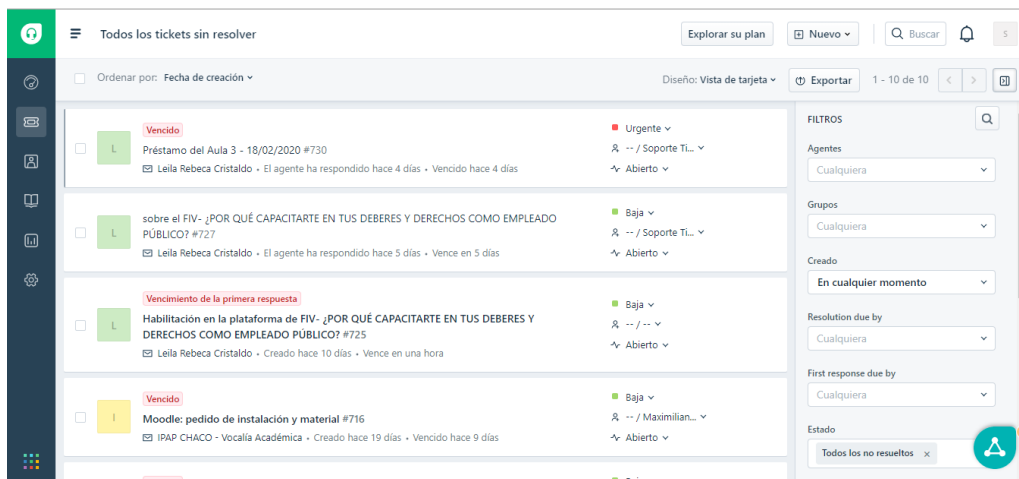 Todos los tickets sin resolver
Explorar su plan
Nuevo
Buscar
S
Ordenar por: Fecha de creación
Diseño: Vista de tarjeta
Exportar
1 - 10 de 10
L
Vencido
Préstamo del Aula 3 - 18/02/2020 #730
Leila Rebeca Cristaldo • El agente ha respondido hace 4 días • Vencido hace 4 días
Urgente
-- / Soporte Ti...
Abierto
L
sobre el FIV- ¿POR QUÉ CAPACITARTE EN TUS DEBERES Y DERECHOS COMO EMPLEADO
PÚBLICO? #727
Leila Rebeca Cristaldo • El agente ha respondido hace 5 días • Vence en 5 días
Baja
-- / Soporte Ti...
Abierto
L
Vencimiento de la primera respuesta
Habilitación en la plataforma de FIV- ¿POR QUÉ CAPACITARTE EN TUS DEBERES Y
DERECHOS COMO EMPLEADO PÚBLICO? #725
Leila Rebeca Cristaldo • Creado hace 10 días • Vence en una hora
Baja
-- / --
Abierto
I
Vencido
Moodle: pedido de instalación y material #716
IPAP CHACO - Vocalía Académica • Creado hace 19 días • Vencido hace 9 días
Baja
-- / Maximilian...
Abierto
FILTROS
Agentes
Cualquiera
Grupos
Cualquiera
Creado
En cualquier momento
Resolution due by
Cualquiera
First response due by
Cualquiera
Estado
Todos los no resueltos x